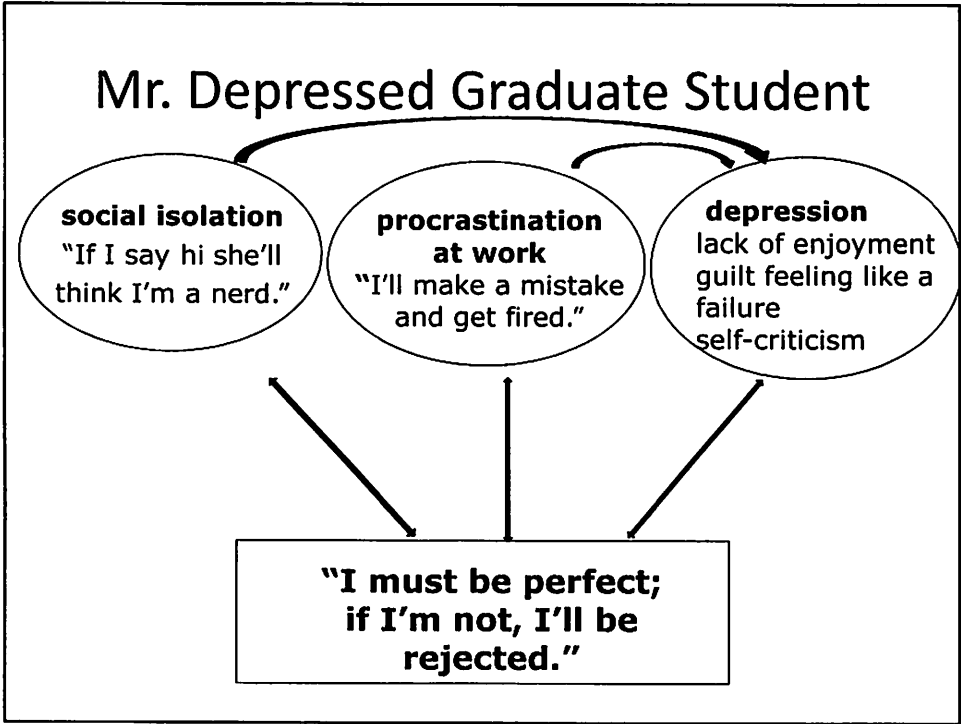 Mr. Depressed Graduate Student
social isolation
“If I say hi she’ll
think I’m a nerd.”
procrastination
at work
“I’ll make a mistake
and get fired.”
depression
lack of enjoyment
guilt feeling like a
failure
self-criticism
“I must be perfect;
if I’m not, I’ll be
rejected.”